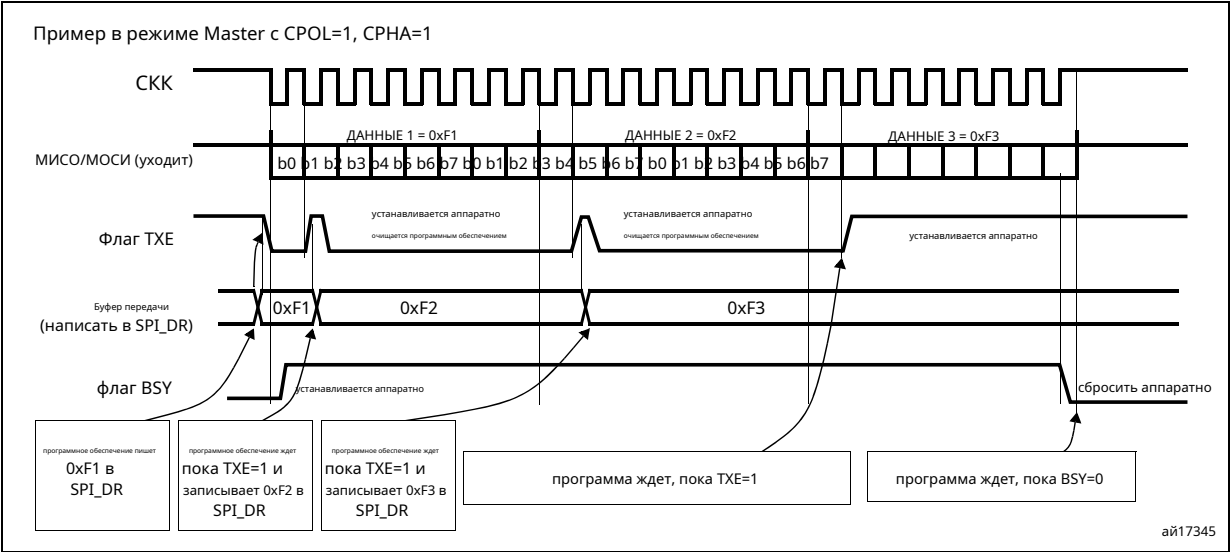 Пример в режиме Master с CPOL=1, CPHA=1
СКК
ДАННЫЕ 1 = 0xF1
ДАННЫЕ 2 = 0xF2
ДАННЫЕ 3 = 0xF3
МИСО/МОСИ (уходит)
b0 b1 b2 b3 b4 b5 b6 b7 b0 b1 b2 b3 b4 b5 b6 b7 b0 b1 b2 b3 b4 b5 b6 b7
Флаг TXE
устанавливается аппаратно
очищается программным обеспечением
устанавливается аппаратно
очищается программным обеспечением
устанавливается аппаратно
Буфер передачи
(написать в SPI_DR)
0xF1
0xF2
0xF3
флаг BSY
устанавливается аппаратно
сбросить аппаратно
программное обеспечение пишет
0xF1 в
SPI_DR
программное обеспечение ждет
пока TXE=1 и
записывает 0xF2 в
SPI_DR
программное обеспечение ждет
пока TXE=1 и
записывает 0xF3 в
SPI_DR
программа ждет, пока TXE=1
программа ждет, пока BSY=0
ай17345